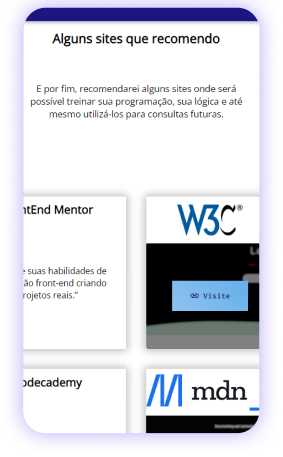 Alguns sites que recomendo
E por fim, recomendarei alguns sites onde será
possível treinar sua programação, sua lógica e até
mesmo utilizá-los para consultas futuras.
ntEnd Mentor
e suas habilidades de
ão front-end criando
rojetos reais.”
W3C®
Visite
odecademy
mdn